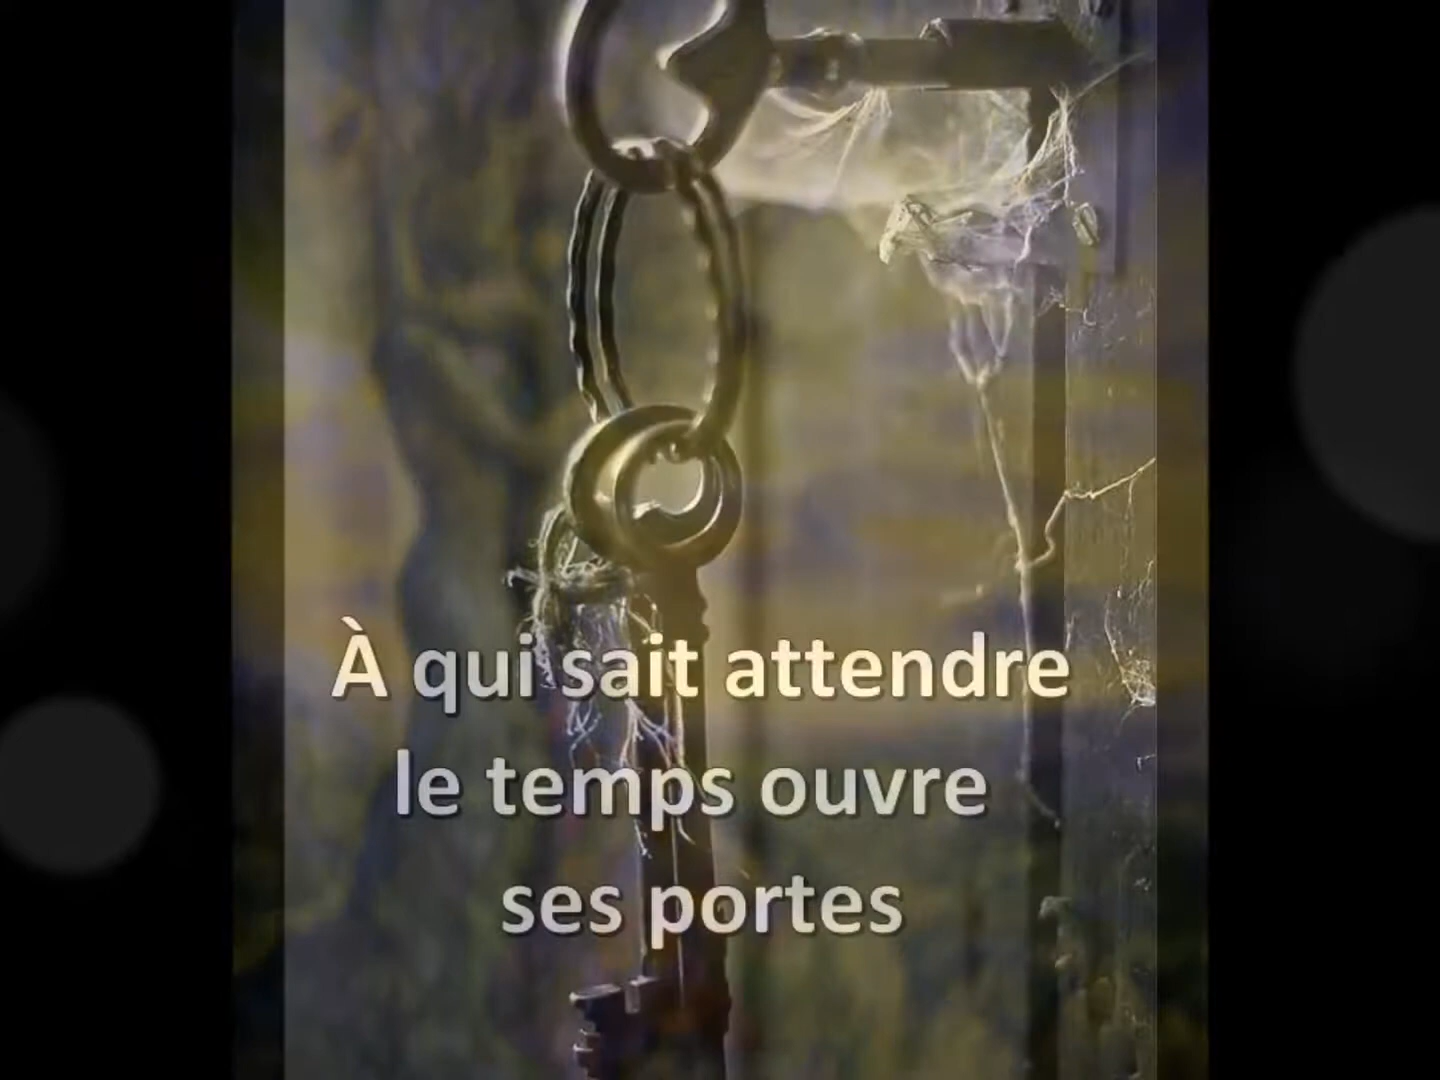 À qui sait attendre
le temps ouvre
ses portes